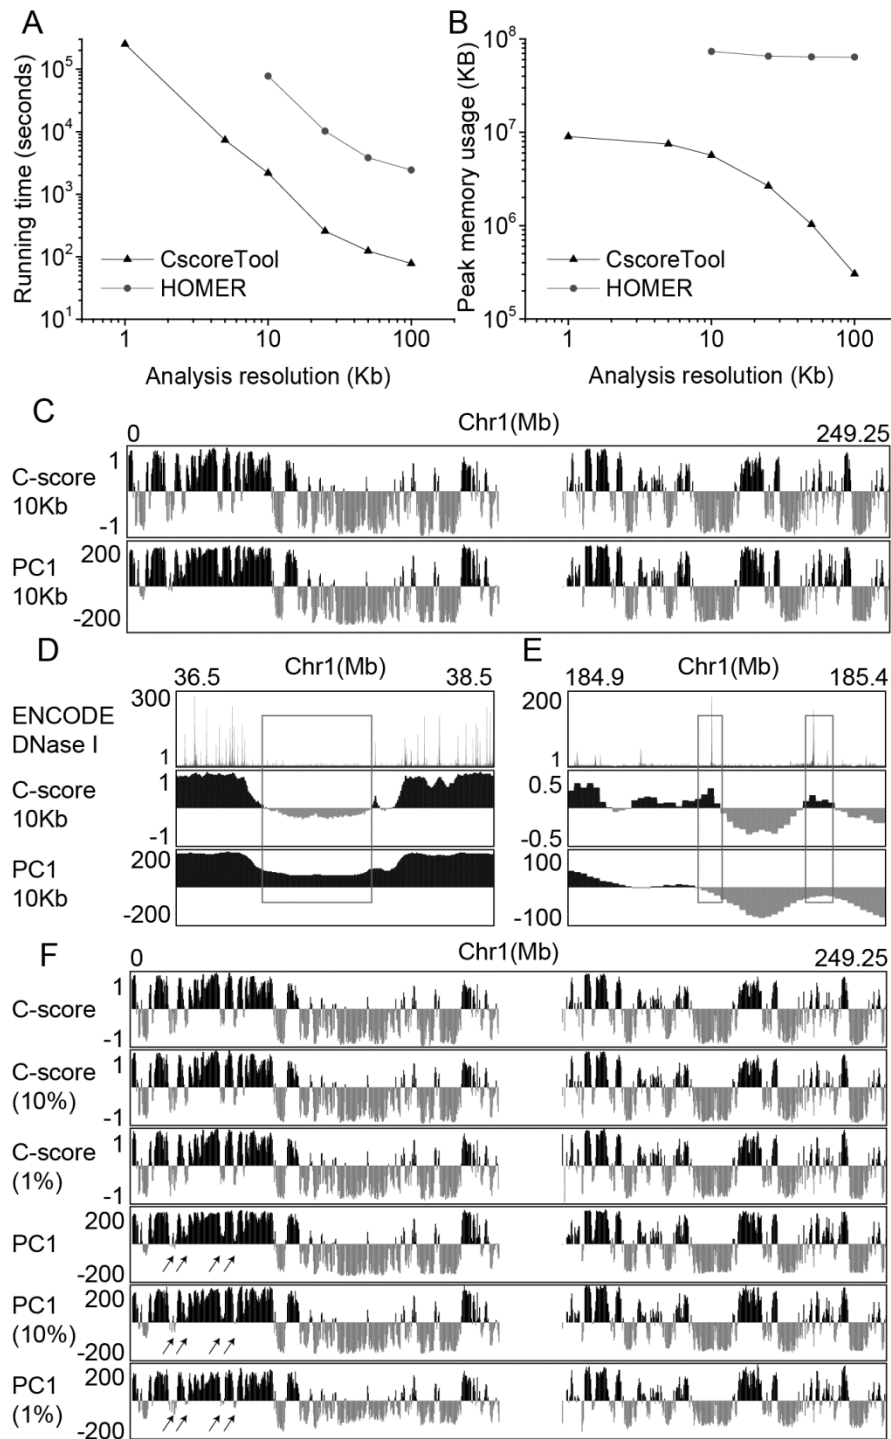 A
Running time (seconds)
10^5
10^4
10^3
10^2
10^1
CscoreTool
HOMER
1 10 100
Analysis resolution (Kb)
B
Peak memory usage (KB)
10^8
10^7
10^6
10^5
CscoreTool
HOMER
1 10 100
Analysis resolution (Kb)
C
0 Chr1(Mb) 249.25
C-score
10Kb
1
-1
PC1
10Kb
200
-200
D
36.5 Chr1(Mb) 38.5
ENCODE
DNase I
300
1
C-score
10Kb
1
-1
PC1
10Kb
200
-200
E
184.9 Chr1(Mb) 185.4
200
1
0.5
-0.5
100
-100
F
0 Chr1(Mb) 249.25
C-score
1
-1
C-score
(10%)
1
-1
C-score
(1%)
1
-1
PC1
200
-200
PC1
(10%)
200
-200
PC1
(1%)
200
-200